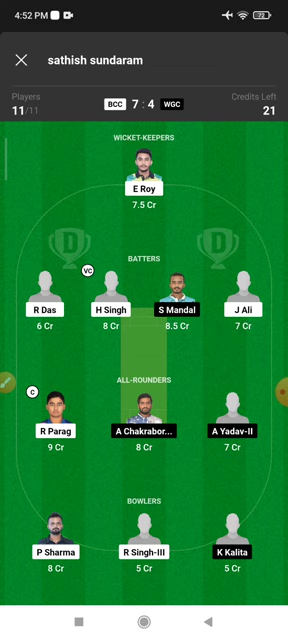 4:52 PM
72
sathish sundaram
Players
Credits Left
11/11
BCC 7 : 4 WGC
21
WICKET-KEEPERS
E Roy
7.5 Cr
D
D
BATTERS
VC
R Das
H Singh
S Mandal
J Ali
6 Cr
8 Cr
8.5 Cr
7 Cr
ALL-ROUNDERS
C
R Parag
A Chakrabor...
A Yadav-II
9 Cr
8 Cr
7 Cr
BOWLERS
P Sharma
R Singh-III
K Kalita
8 Cr
5 Cr
5 Cr